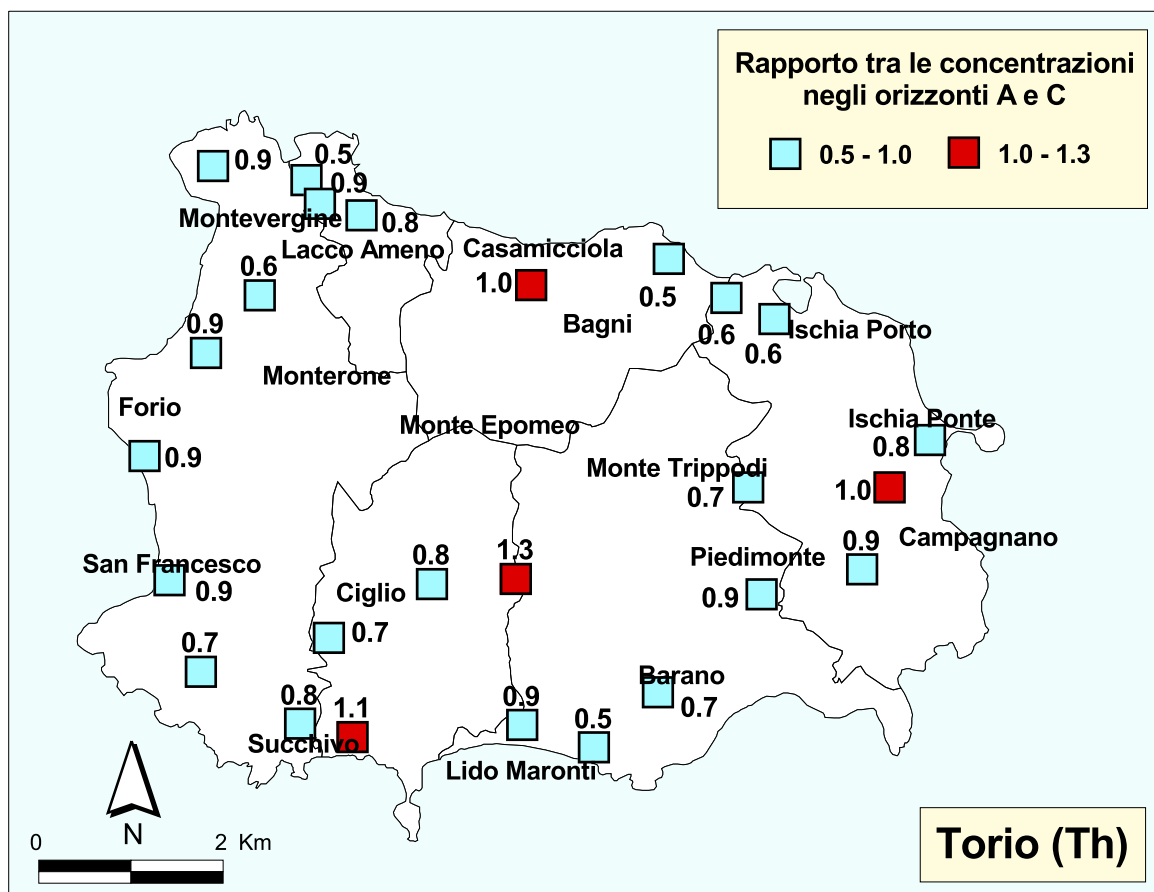 Rapporto tra le concentrazioni
negli orizzonti A e C
0.5 - 1.0
1.0 - 1.3
0.9
0.5
0.9
0.8
Montevergine
Lacco Ameno
Casamicciola
0.6
1.0
0.5
Bagni
0.6
0.6
Ischia Porto
0.9
Monterone
Forio
Monte Epomeo
Ischia Ponte
0.8
0.9
Monte Trippodi
0.7
1.0
Campagnano
San Francesco
0.9
Ciglio
0.8
1.3
Piedimonte
0.9
0.9
0.7
0.7
Barano
0.7
0.8
1.1
Succhivo
0.9
0.5
Lido Maronti
N
0 2 Km
Torio (Th)